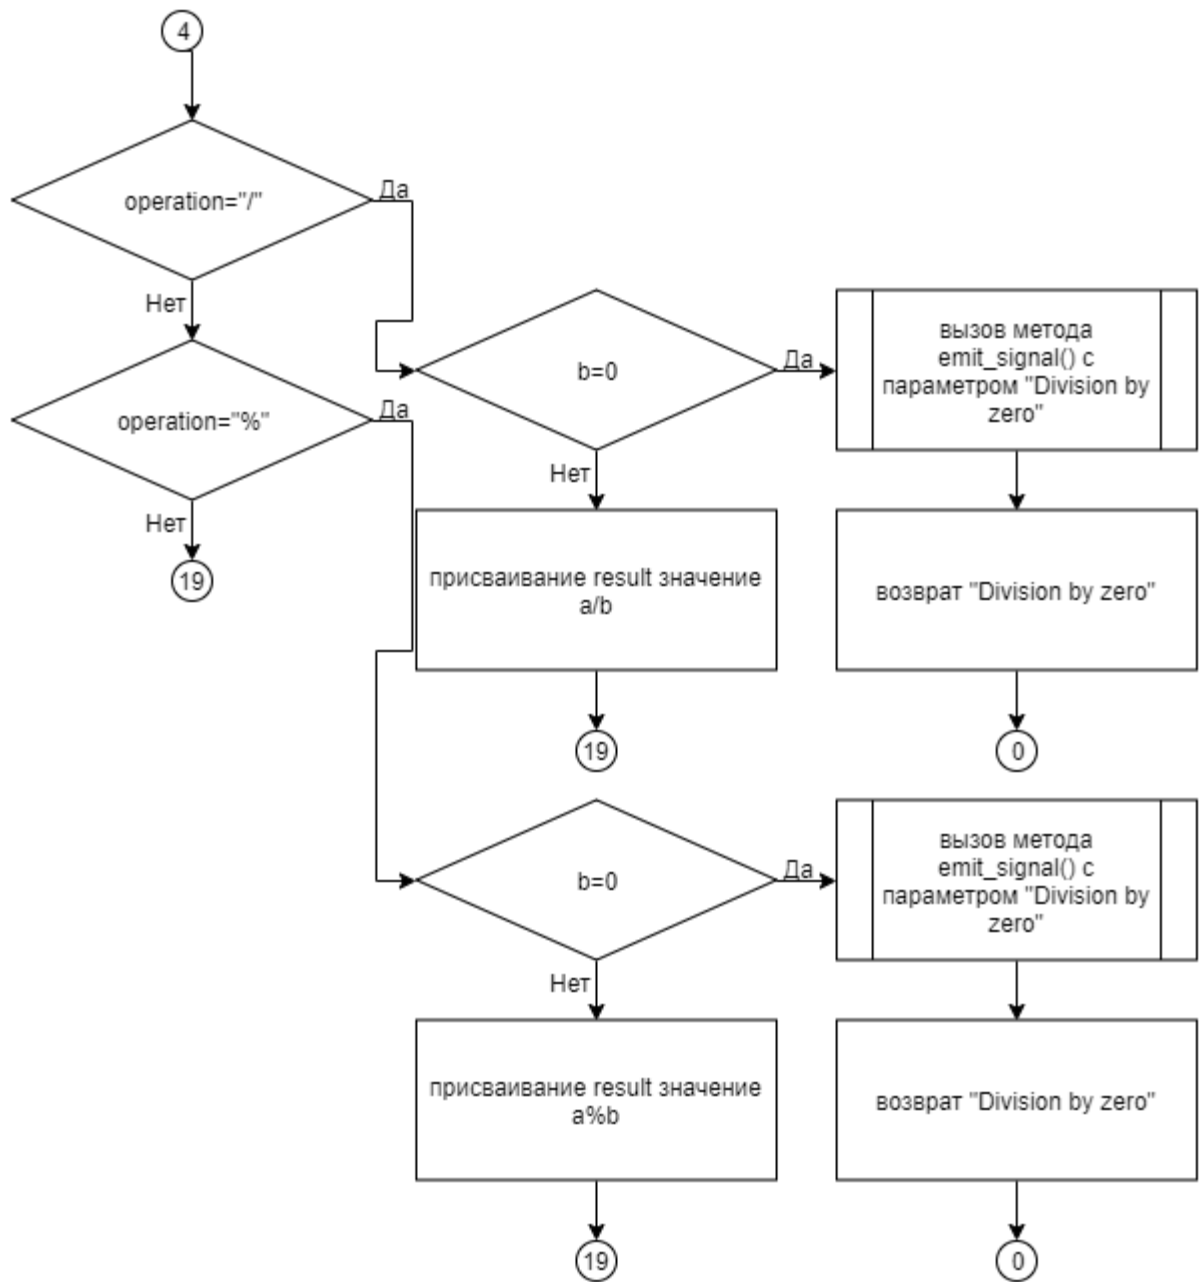 4
operation="/"
Да
Нет
b=0
Да
вызов метода
emit_signal() с
параметром "Division by
zero"
operation="%"
Да
Нет
19
Нет
присваивание result значение
a/b
возврат "Division by zero"
19
0
b=0
Да
вызов метода
emit_signal() с
параметром "Division by
zero"
Нет
присваивание result значение
a%b
возврат "Division by zero"
19
0